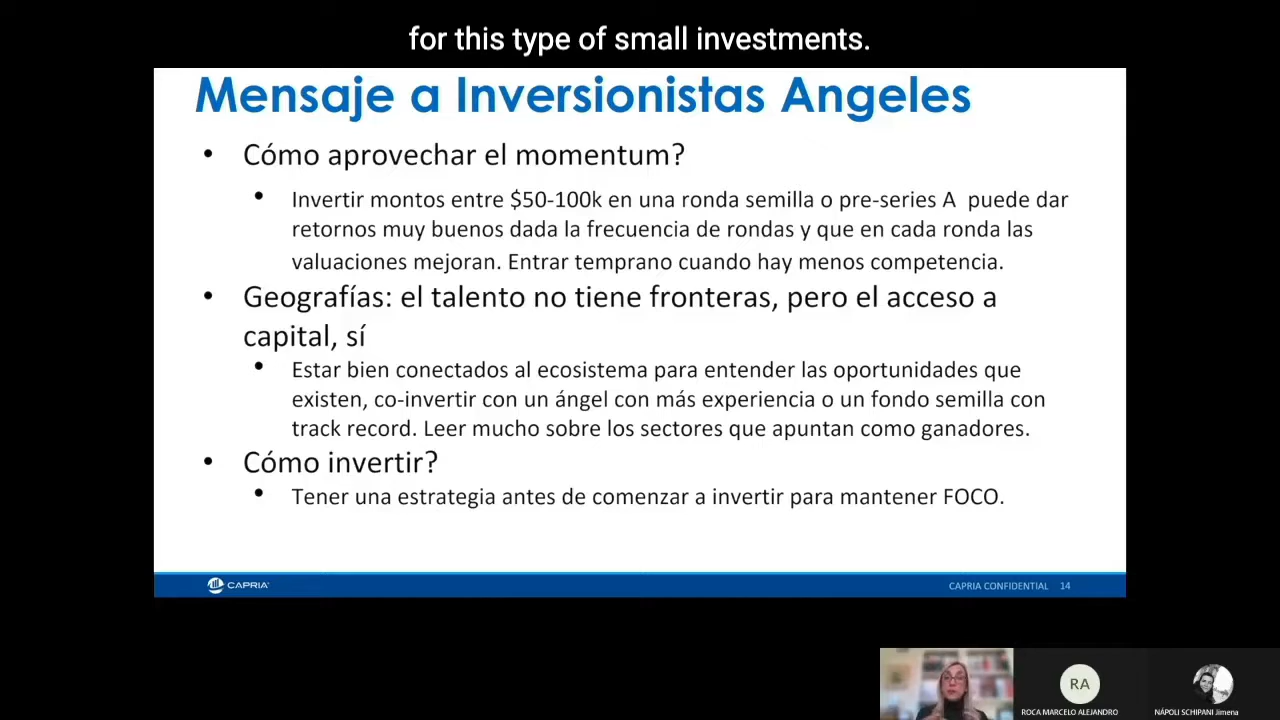 for this type of small investments.
Mensaje a Inversionistas Angeles
• Cómo aprovechar el momentum?
• Invertir montos entre $50-100k en una ronda semilla o pre-series A puede dar
retornos muy buenos dada la frecuencia de rondas y que en cada ronda las
valuaciones mejoran. Entrar temprano cuando hay menos competencia.
• Geografías: el talento no tiene fronteras, pero el acceso a
capital, sí
• Estar bien conectados al ecosistema para entender las oportunidades que
existen, co-invertir con un ángel con más experiencia o un fondo semilla con
track record. Leer mucho sobre los sectores que apuntan como ganadores.
• Cómo invertir?
• Tener una estrategia antes de comenzar a invertir para mantener FOCO.
CAPRIA
CAPRIA CONFIDENTIAL 14
RA
ROCA MARCELO ALEJANDRO
NÁPOLI SCHIPANI Jimena